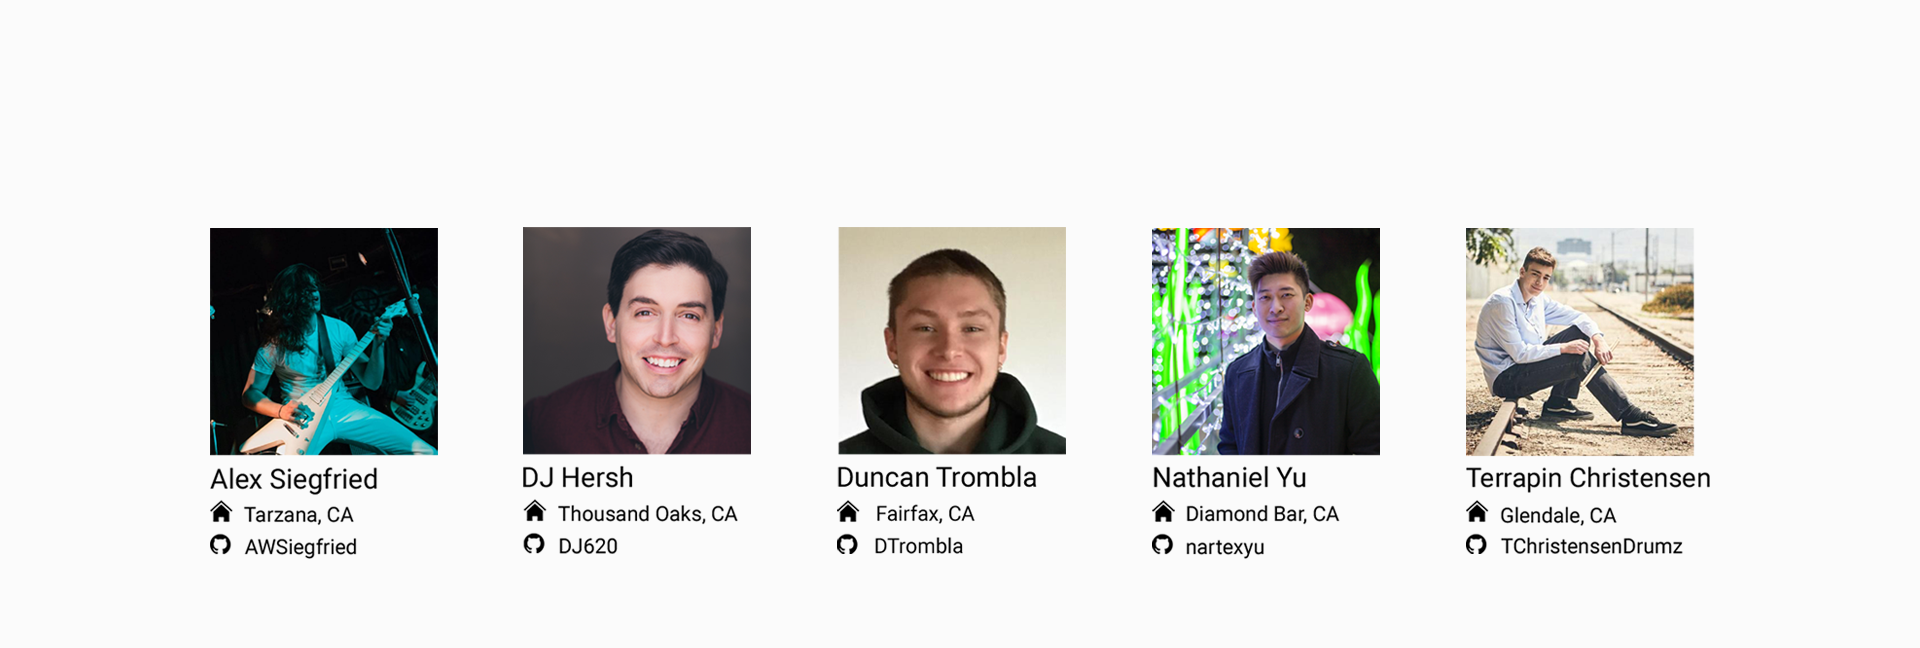 Alex Siegfried
Tarzana, CA
AWSiegfried
DJ Hersh
Thousand Oaks, CA
DJ620
Duncan Trombla
Fairfax, CA
DTrombla
Nathaniel Yu
Diamond Bar, CA
nartexyu
Terrapin Christensen
Glendale, CA
TChristensenDrumz